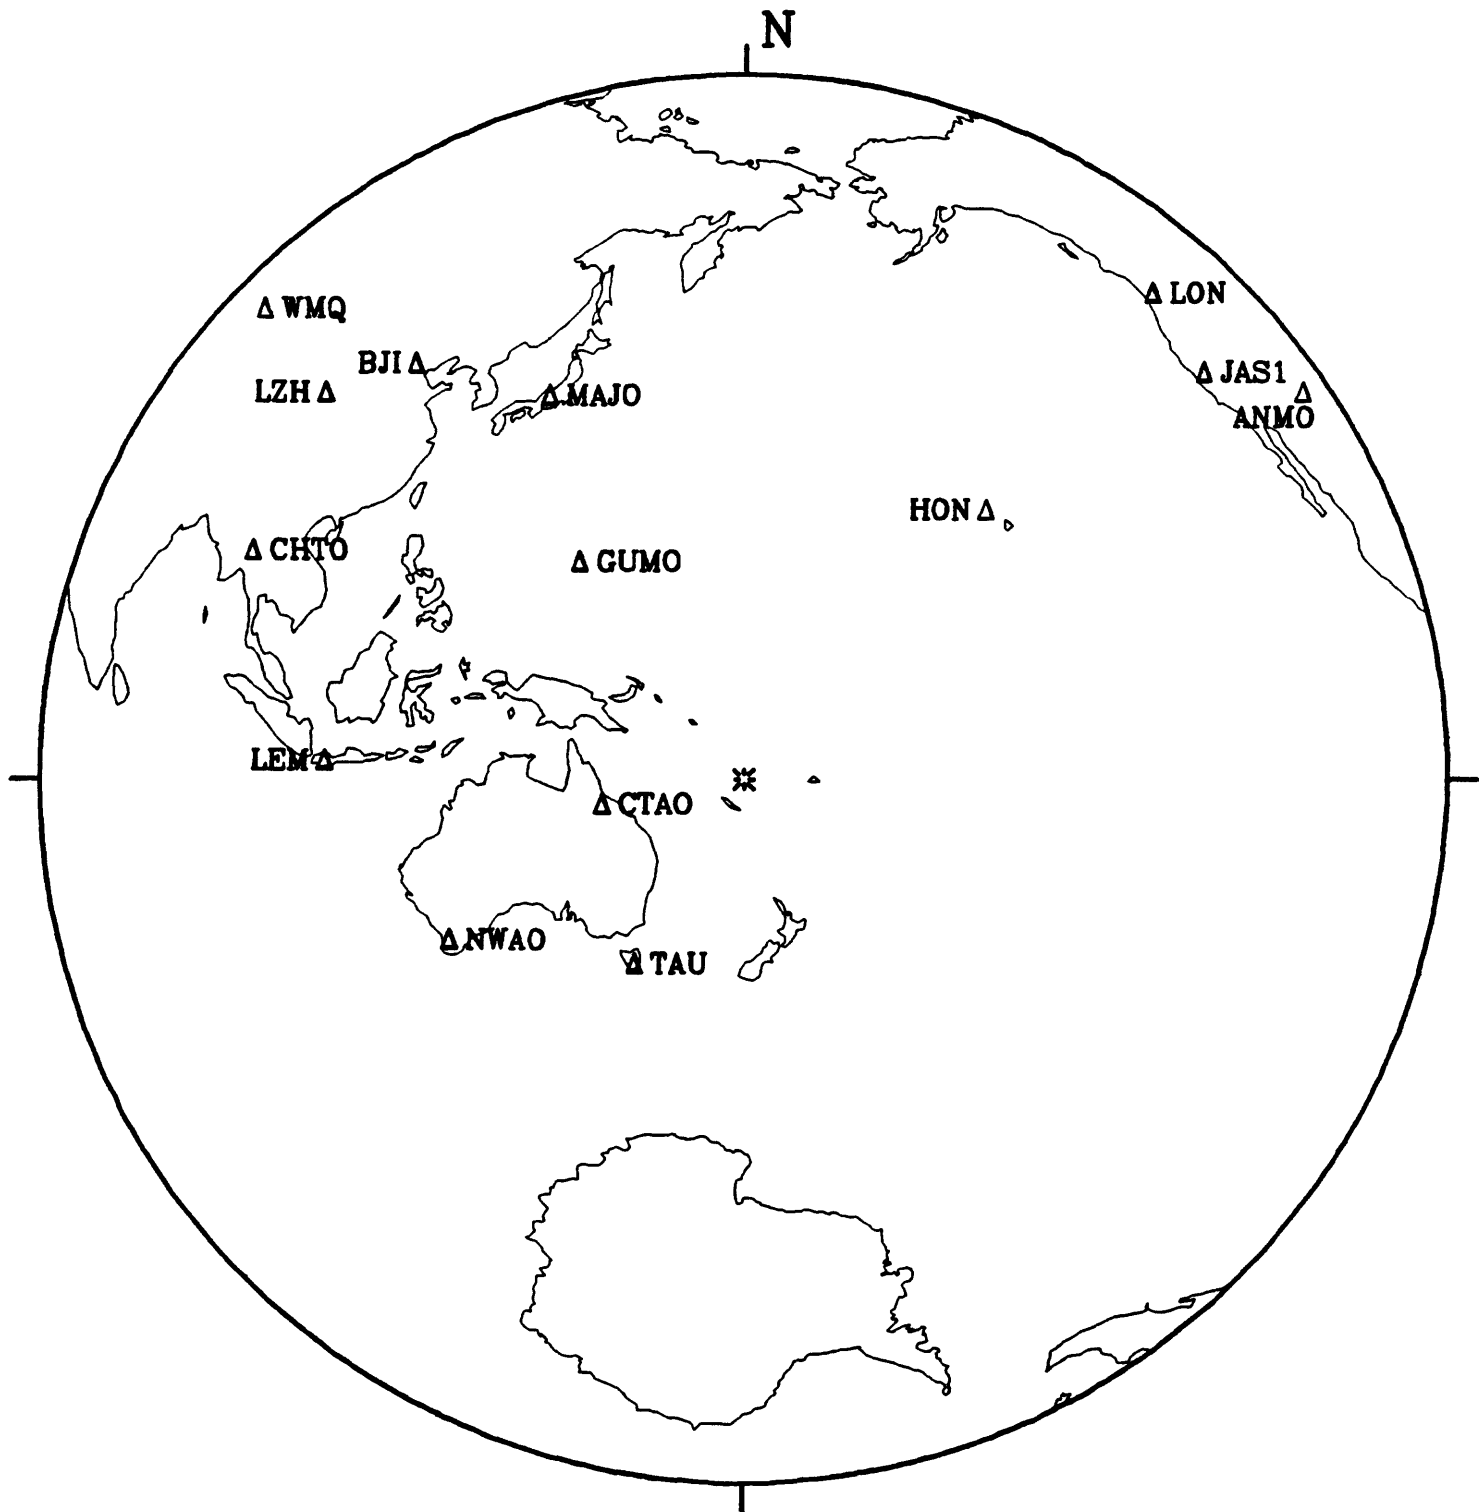 N
WMQ
LON
BJI
JAS1
LZH
MAJO
ANMO
HON
CHTO
GUMO
LEM
CTAO
NWAO
TAU